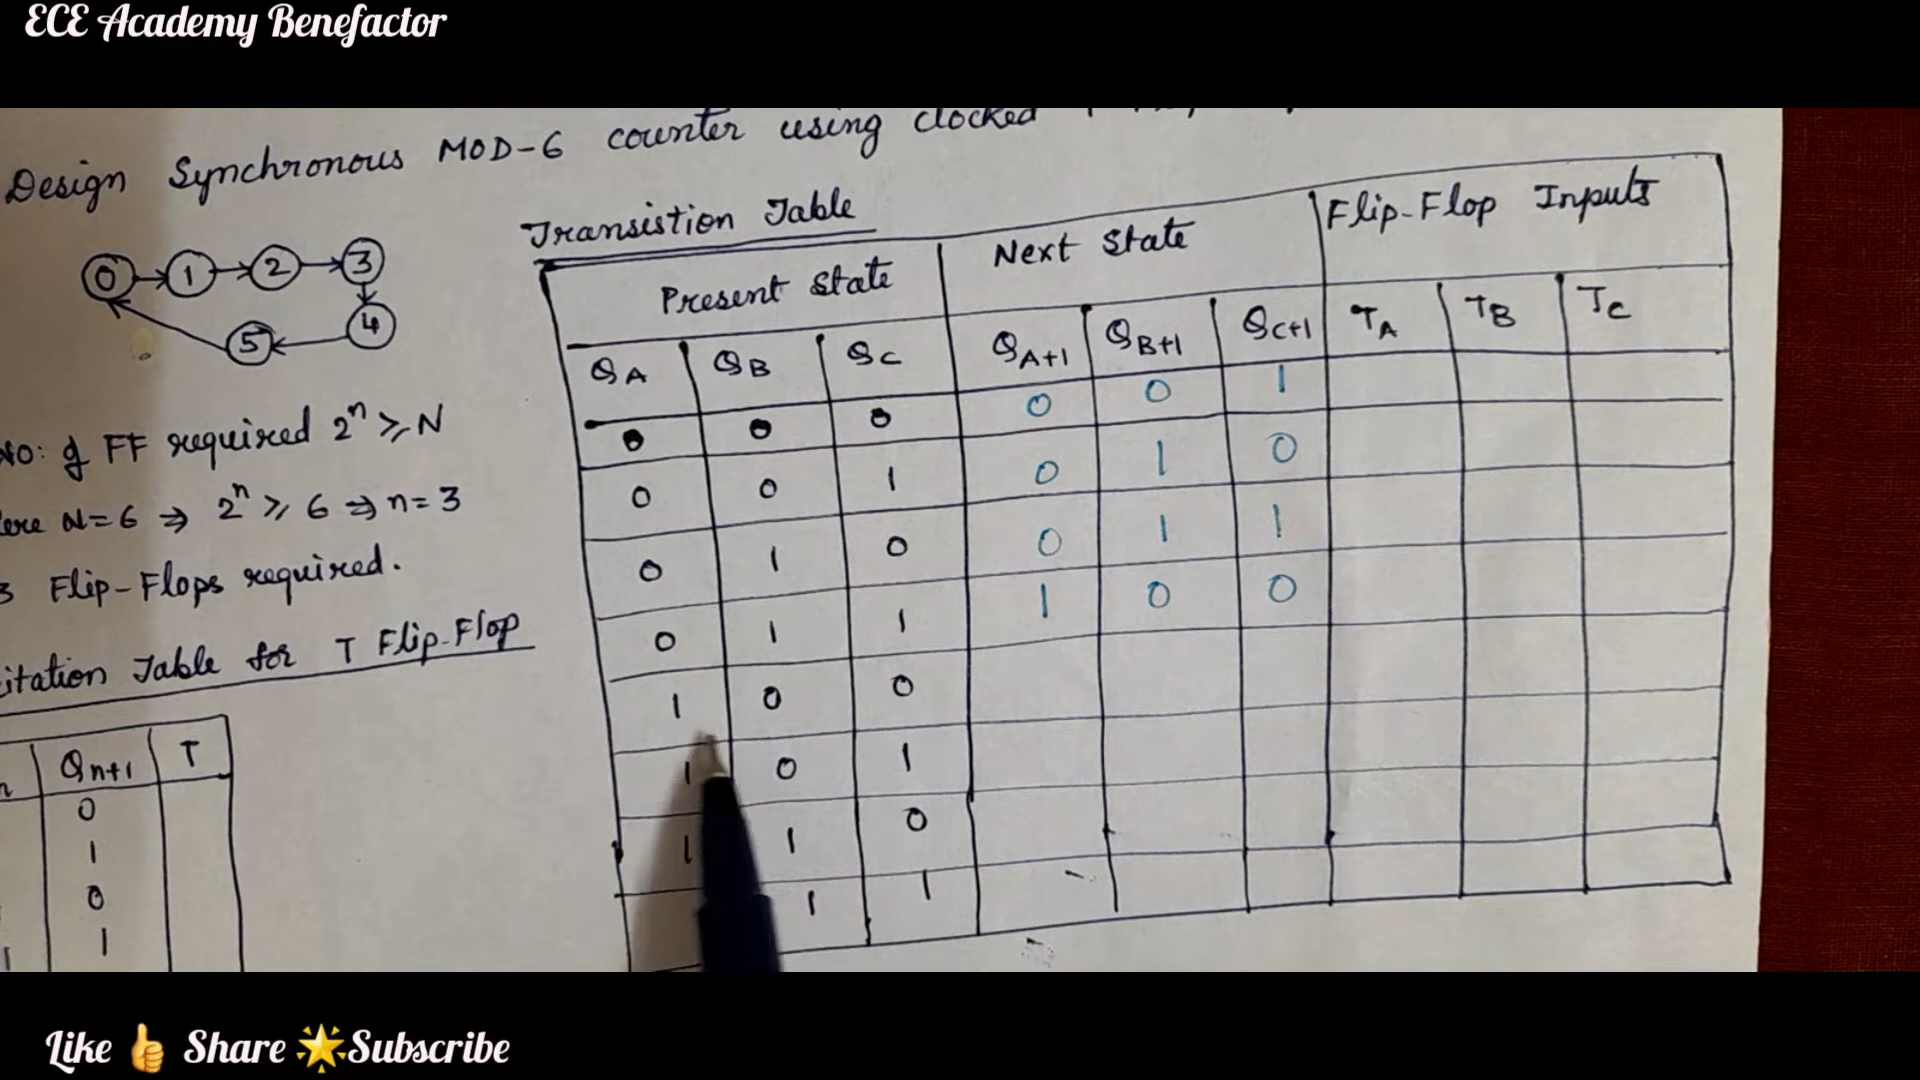 ECE Academy Benefactor
Design Synchronous MOD-6 counter using clocked
Transistion Table
0 1 2 3
5 4
Present State Next State Flip-Flop Inputs
QA QB QC QA+1 QB+1 QC+1 TA TB TC
0 0 0 0 0 1
0 0 1 0 1 0
0 1 0 0 1 1
0 1 1 1 0 0
1 0 0
1 0 1
1 1 0
1 1
No: of FF required 2ⁿ ≥ N
N=6 ⇒ 2ⁿ ≥ 6 ⇒ n=3
3 Flip-Flops required.
Table for T Flip-Flop
Qn+1 T
0
1
0
1 1
Like 👍 Share 🌟Subscribe